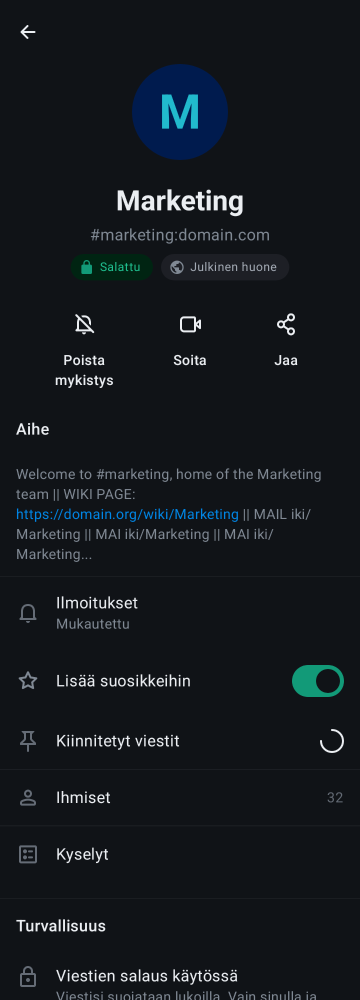 M
Marketing
#marketing:domain.com
Salattu
Julkinen huone
Poista
mykistys
Soita
Jaa
Aihe
Welcome to #marketing, home of the Marketing
team || WIKI PAGE:
https://domain.org/wiki/Marketing || MAIL iki/
Marketing || MAI iki/Marketing || MAI iki/
Marketing...
Ilmoitukset
Mukautettu
Lisää suosikkeihin
Kiinnitetyt viestit
Ihmiset
32
Kyselyt
Turvallisuus
Viestien salaus käytössä
Viestisi suojataan lukoilla. Vain sinulla ja